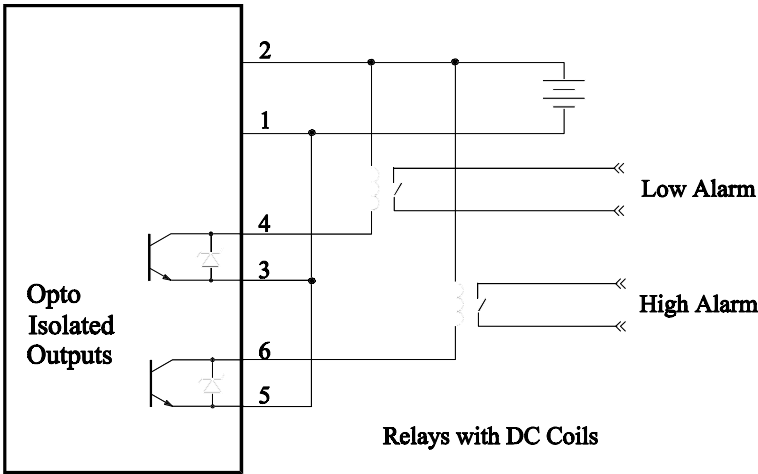 2
1
Low Alarm
4
3
High Alarm
Opto
Isolated
Outputs
6
5
Relays with DC Coils